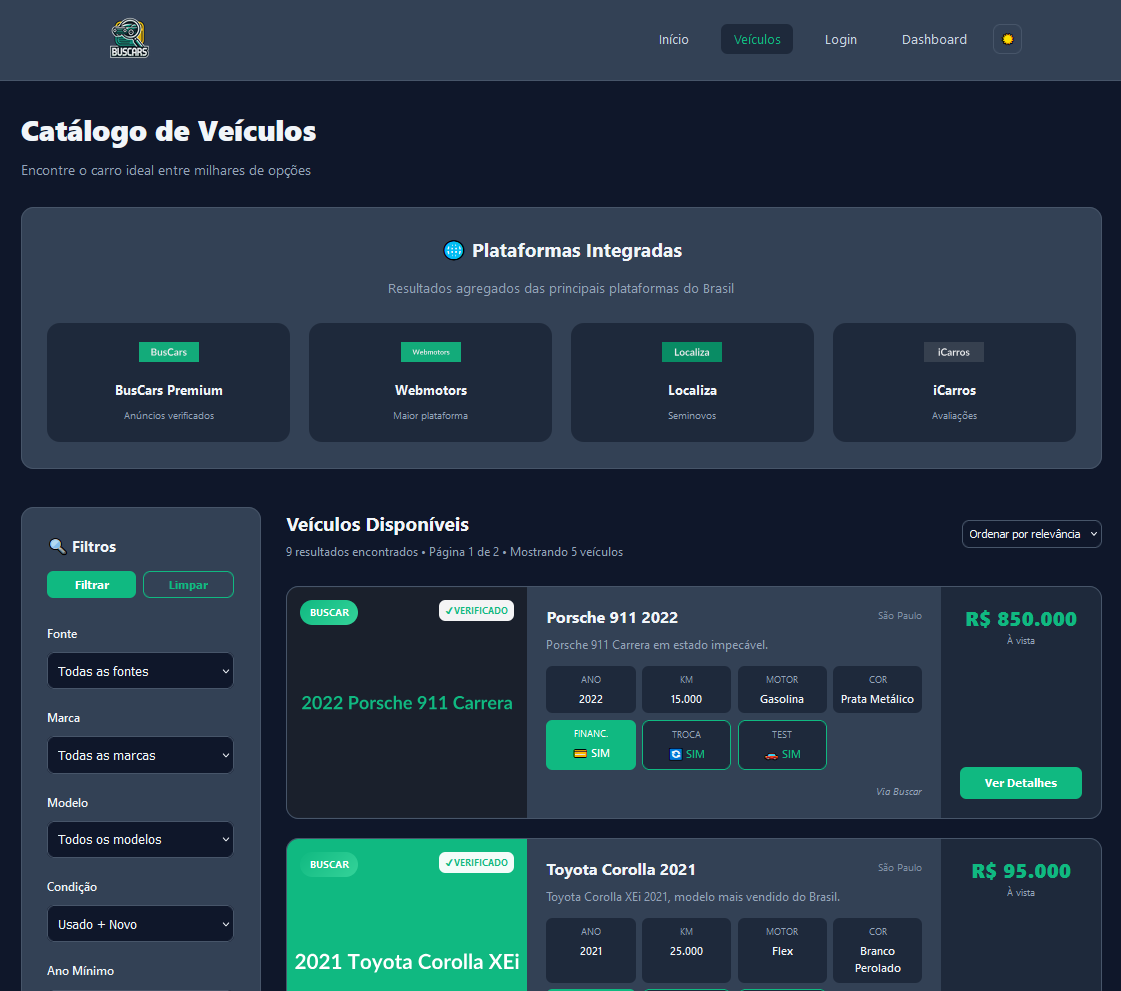 BUSCARS
Início
Veículos
Login
Dashboard
Catálogo de Veículos
Encontre o carro ideal entre milhares de opções
Plataformas Integradas
Resultados agregados das principais plataformas do Brasil
BusCars
BusCars Premium
Anúncios verificados
Webmotors
Webmotors
Maior plataforma
Localiza
Localiza
Seminovos
iCarros
iCarros
Avaliações
Filtros
Filtrar
Limpar
Fonte
Todas as fontes
Marca
Todas as marcas
Modelo
Todos os modelos
Condição
Usado + Novo
Ano Mínimo
Veículos Disponíveis
9 resultados encontrados • Página 1 de 2 • Mostrando 5 veículos
Ordenar por relevância
BUSCAR
✓VERIFICADO
2022 Porsche 911 Carrera
Porsche 911 2022
São Paulo
Porsche 911 Carrera em estado impecável.
ANO
2022
KM
15.000
MOTOR
Gasolina
COR
Prata Metálico
FINANC.
SIM
TROCA
SIM
TEST
SIM
Via Buscar
R$ 850.000
À vista
Ver Detalhes
BUSCAR
✓VERIFICADO
2021 Toyota Corolla XEi
Toyota Corolla 2021
São Paulo
Toyota Corolla XEi 2021, modelo mais vendido do Brasil.
ANO
2021
KM
25.000
MOTOR
Flex
COR
Branco
Perolado
R$ 95.000
À vista